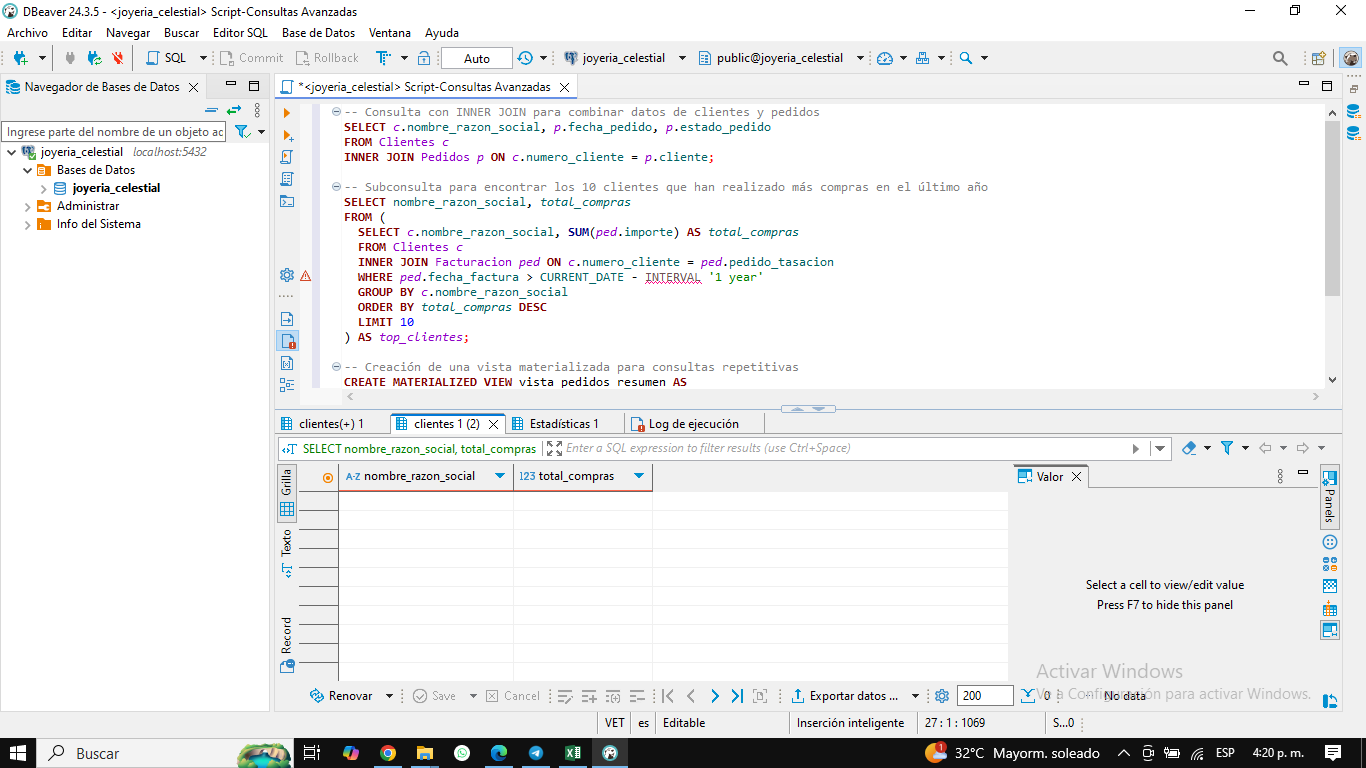 DBeaver 24.3.5 - <joyeria_celestial> Script-Consultas Avanzadas
Archivo Editar Navegar Buscar Editor SQL Base de Datos Ventana Ayuda
SQL Commit Rollback Auto joyeria_celestial public@joyeria_celestial
Navegador de Bases de Datos
*<joyeria_celestial> Script-Consultas Avanzadas
Ingrese parte del nombre de un objeto ac
joyeria_celestial localhost:5432
Bases de Datos
joyeria_celestial
Administrar
Info del Sistema
-- Consulta con INNER JOIN para combinar datos de clientes y pedidos
SELECT c.nombre_razon_social, p.fecha_pedido, p.estado_pedido
FROM Clientes c
INNER JOIN Pedidos p ON c.numero_cliente = p.cliente;
-- Subconsulta para encontrar los 10 clientes que han realizado más compras en el último año
SELECT nombre_razon_social, total_compras
FROM (
SELECT c.nombre_razon_social, SUM(ped.importe) AS total_compras
FROM Clientes c
INNER JOIN Facturacion ped ON c.numero_cliente = ped.pedido_tasacion
WHERE ped.fecha_factura > CURRENT_DATE - INTERVAL '1 year'
GROUP BY c.nombre_razon_social
ORDER BY total_compras DESC
LIMIT 10
) AS top_clientes;
-- Creación de una vista materializada para consultas repetitivas
CREATE MATERIALIZED VIEW vista pedidos resumen AS
clientes(+) 1
clientes 1 (2)
Estadísticas 1
Log de ejecución
SELECT nombre_razon_social, total_compras
Enter a SQL expression to filter results (use Ctrl+Space)
Grilla
Texto
Record
A-Z nombre_razon_social
123 total_compras
Valor
Panels
Select a cell to view/edit value
Press F7 to hide this panel
Activar Windows
Ve a Configuración para activar Windows.
Renovar Save Cancel Exportar datos ... 200 0 No data
VET es Editable Inserción inteligente 27 : 1 : 1069 S...0
Buscar
1
32°C Mayorm. soleado ESP 4:20 p. m.